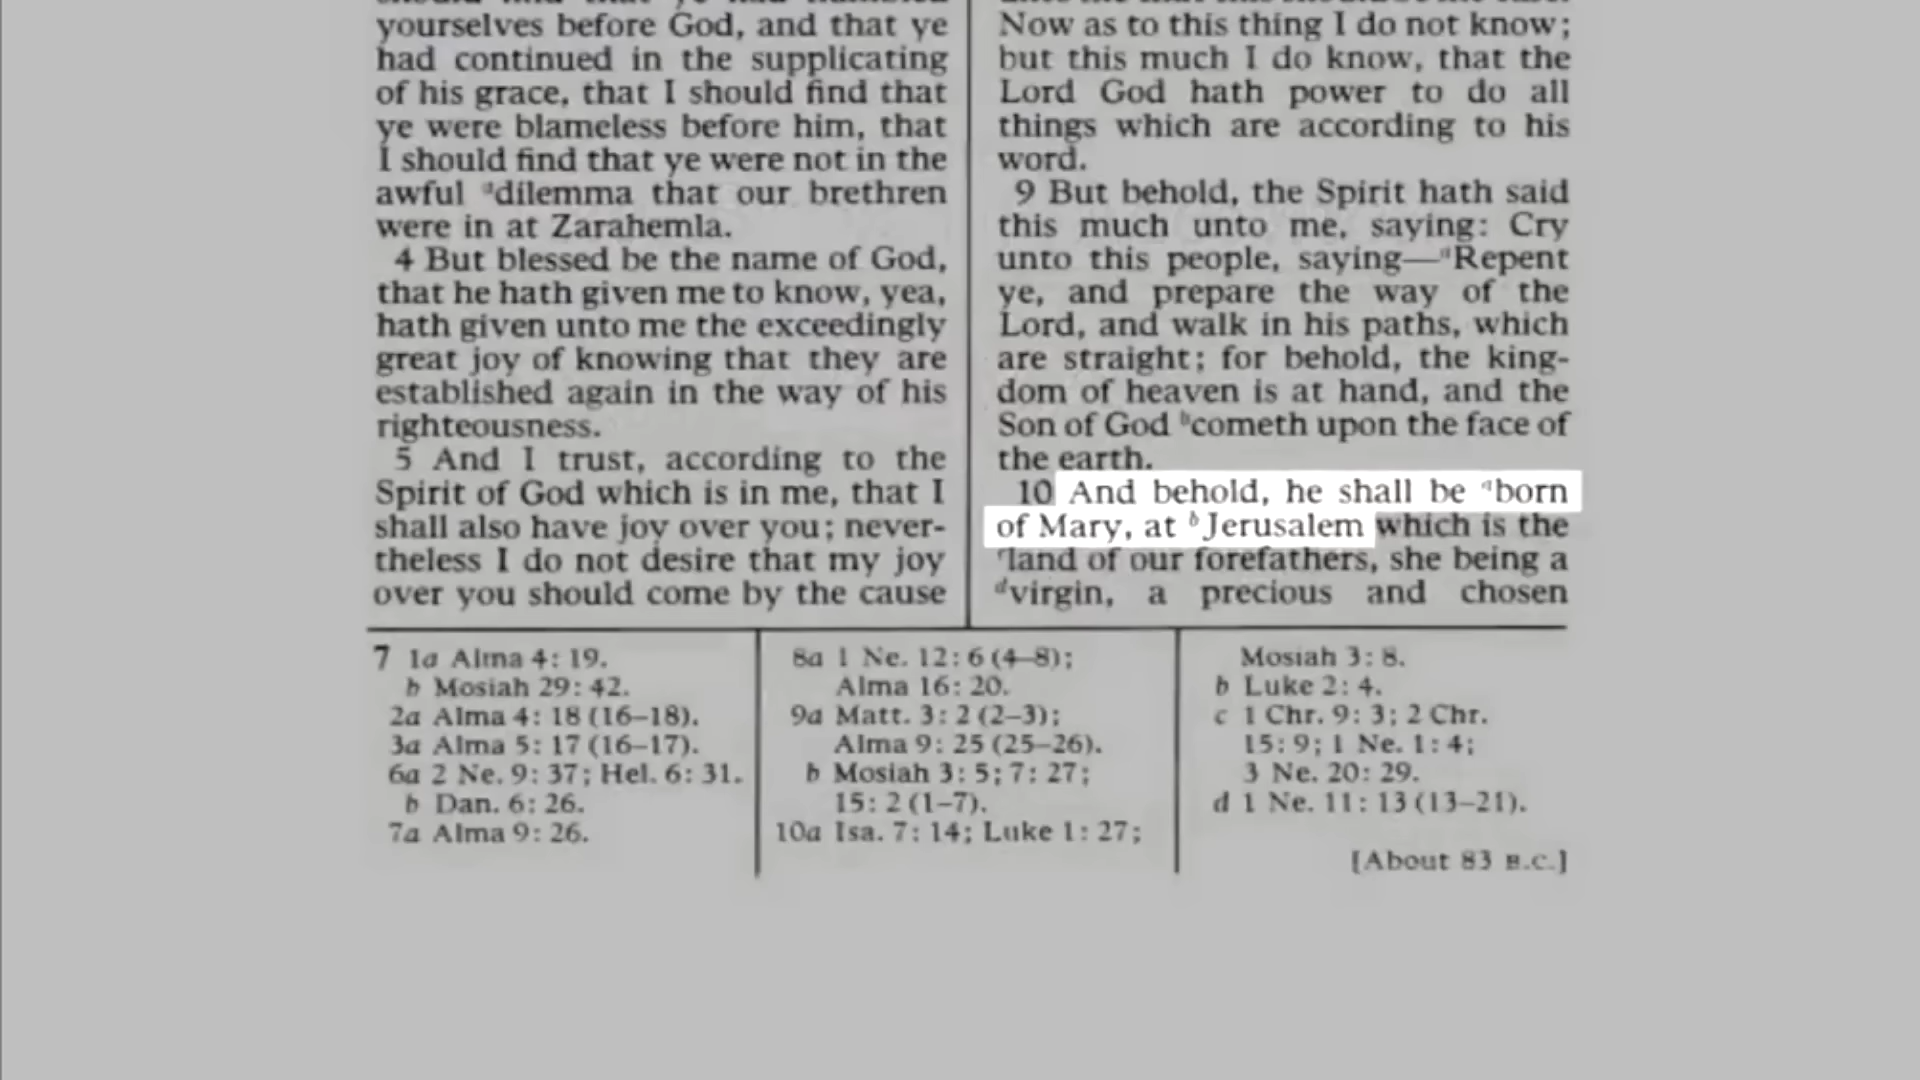 yourselves before God, and that ye
had continued in the supplicating
of his grace, that I should find that
ye were blameless before him, that
I should find that ye were not in the
awful ᵃdilemma that our brethren
were in at Zarahemla.
4 But blessed be the name of God,
that he hath given me to know, yea,
hath given unto me the exceedingly
great joy of knowing that they are
established again in the way of his
righteousness.
5 And I trust, according to the
Spirit of God which is in me, that I
shall also have joy over you; never-
theless I do not desire that my joy
over you should come by the cause
Now as to this thing I do not know;
but this much I do know, that the
Lord God hath power to do all
things which are according to his
word.
9 But behold, the Spirit hath said
this much unto me, saying: Cry
unto this people, saying—ᵃRepent
ye, and prepare the way of the
Lord, and walk in his paths, which
are straight; for behold, the king-
dom of heaven is at hand, and the
Son of God ᵇcometh upon the face of
the earth.
10 And behold, he shall be ᵃborn
of Mary, at ᵇJerusalem which is the
ᶜland of our forefathers, she being a
ᵈvirgin, a precious and chosen
7 1a Alma 4: 19.
b Mosiah 29: 42.
2a Alma 4: 18 (16–18).
3a Alma 5: 17 (16–17).
6a 2 Ne. 9: 37; Hel. 6: 31.
b Dan. 6: 26.
7a Alma 9: 26.
8a 1 Ne. 12: 6 (4–8);
Alma 16: 20.
9a Matt. 3: 2 (2–3);
Alma 9: 25 (25–26).
b Mosiah 3: 5; 7: 27;
15: 2 (1–7).
10a Isa. 7: 14; Luke 1: 27;
Mosiah 3: 8.
b Luke 2: 4.
c 1 Chr. 9: 3; 2 Chr.
15: 9; 1 Ne. 1: 4;
3 Ne. 20: 29.
d 1 Ne. 11: 13 (13–21).
[About 83 B.C.]